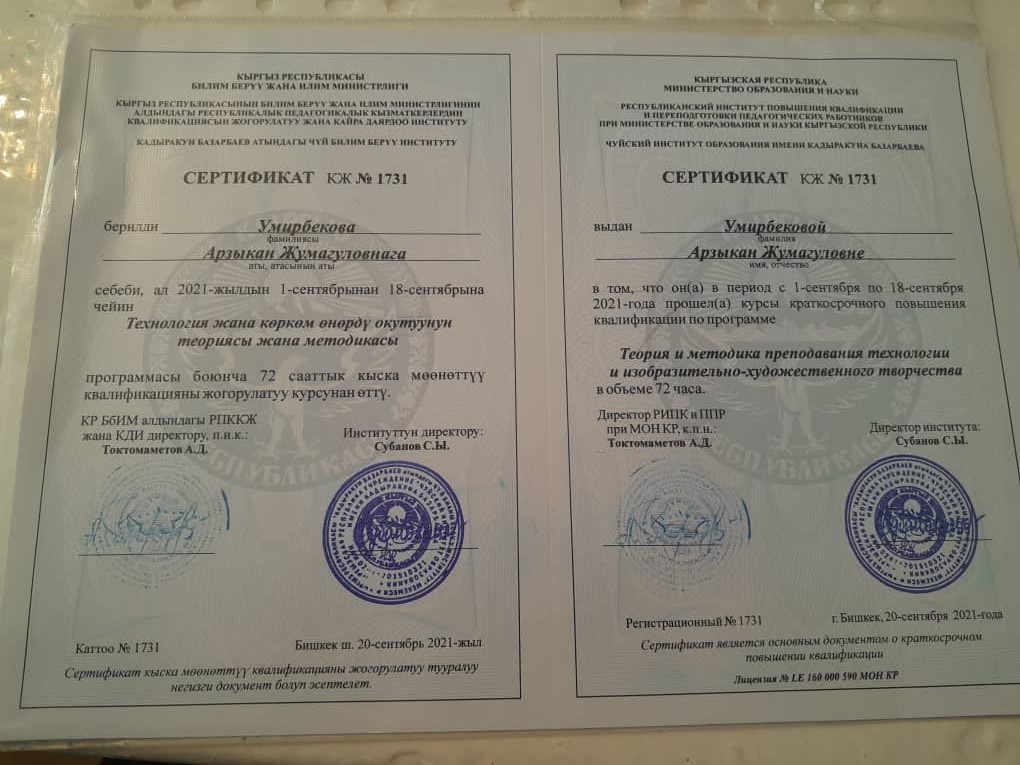 КЫРГЫЗ РЕСПУБЛИКАСЫ
БИЛИМ БЕРҮҮ ЖАНА ИЛИМ МИНИСТРЛИГИ
КЫРГЫЗ РЕСПУБЛИКАСЫНЫН БИЛИМ БЕРҮҮ ЖАНА ИЛИМ МИНИСТРЛИГИНИН
АЛДЫНДАГЫ РЕСПУБЛИКАЛЫК ПЕДАГОГИКАЛЫК КЫЗМАТКЕРЛЕРДИН
КВАЛИФИКАЦИЯСЫН ЖОГОРУЛАТУУ ЖАНА КАЙРА ДАЯРДОО ИНСТИТУТУ
КАДЫРАКУН БАЗАРБАЕВ АТЫНДАГЫ ЧҮЙ БИЛИМ БЕРҮҮ ИНСТИТУТУ
СЕРТИФИКАТ КЖ № 1731
берилди Умирбекова
фамилиясы
Арзыкан Жумагуловнага
аты, атасынын аты
себеби, ал 2021-жылдын 1-сентябрынан 18-сентябрына
чейин
Технология жана көркөм өнөрдү окутуунун
теориясы жана методикасы
программасы боюнча 72 сааттык кыска мөөнөттүү
квалификацияны жогорулатуу курсунан өттү.
КР БбИМ алдындагы РПККЖ
жана КДИ директору, п.и.к.:
Токтомаметов А.Д.
Институттун директору:
Субанов С.Ы.
Каттоо № 1731
Бишкек ш. 20-сентябрь 2021-жыл
Сертификат кыска мөөнөттүү квалификацияны жогорулатуу тууралуу
негизги документ болуп эсептелет.
КЫРГЫЗСКАЯ РЕСПУБЛИКА
МИНИСТЕРСТВО ОБРАЗОВАНИЯ И НАУКИ
РЕСПУБЛИКАНСКИЙ ИНСТИТУТ ПОВЫШЕНИЯ КВАЛИФИКАЦИИ
И ПЕРЕПОДГОТОВКИ ПЕДАГОГИЧЕСКИХ РАБОТНИКОВ
ПРИ МИНИСТЕРСТВЕ ОБРАЗОВАНИЯ И НАУКИ КЫРГЫЗСКОЙ РЕСПУБЛИКИ
ЧУЙСКИЙ ИНСТИТУТ ОБРАЗОВАНИЯ ИМЕНИ КАДЫРАКУНА БАЗАРБАЕВА
СЕРТИФИКАТ КЖ № 1731
выдан Умирбековой
фамилия
Арзыкан Жумагуловне
имя, отчество
в том, что он(а) в период с 1-сентября по 18-сентября
2021-года прошел(а) курсы краткосрочного повышения
квалификации по программе
Теория и методика преподавания технологии
и изобразительно-художественного творчества
в объеме 72 часа.
Директор РИПК и ППР
при МОН КР, к.п.н.:
Токтомаметов А.Д.
Директор института:
Субанов С.Ы.
Регистрационный № 1731
г. Бишкек, 20-сентября 2021-года
Сертификат является основным документом о краткосрочном
повышении квалификации
Лицензия № LE 160 000 590 МОН КР